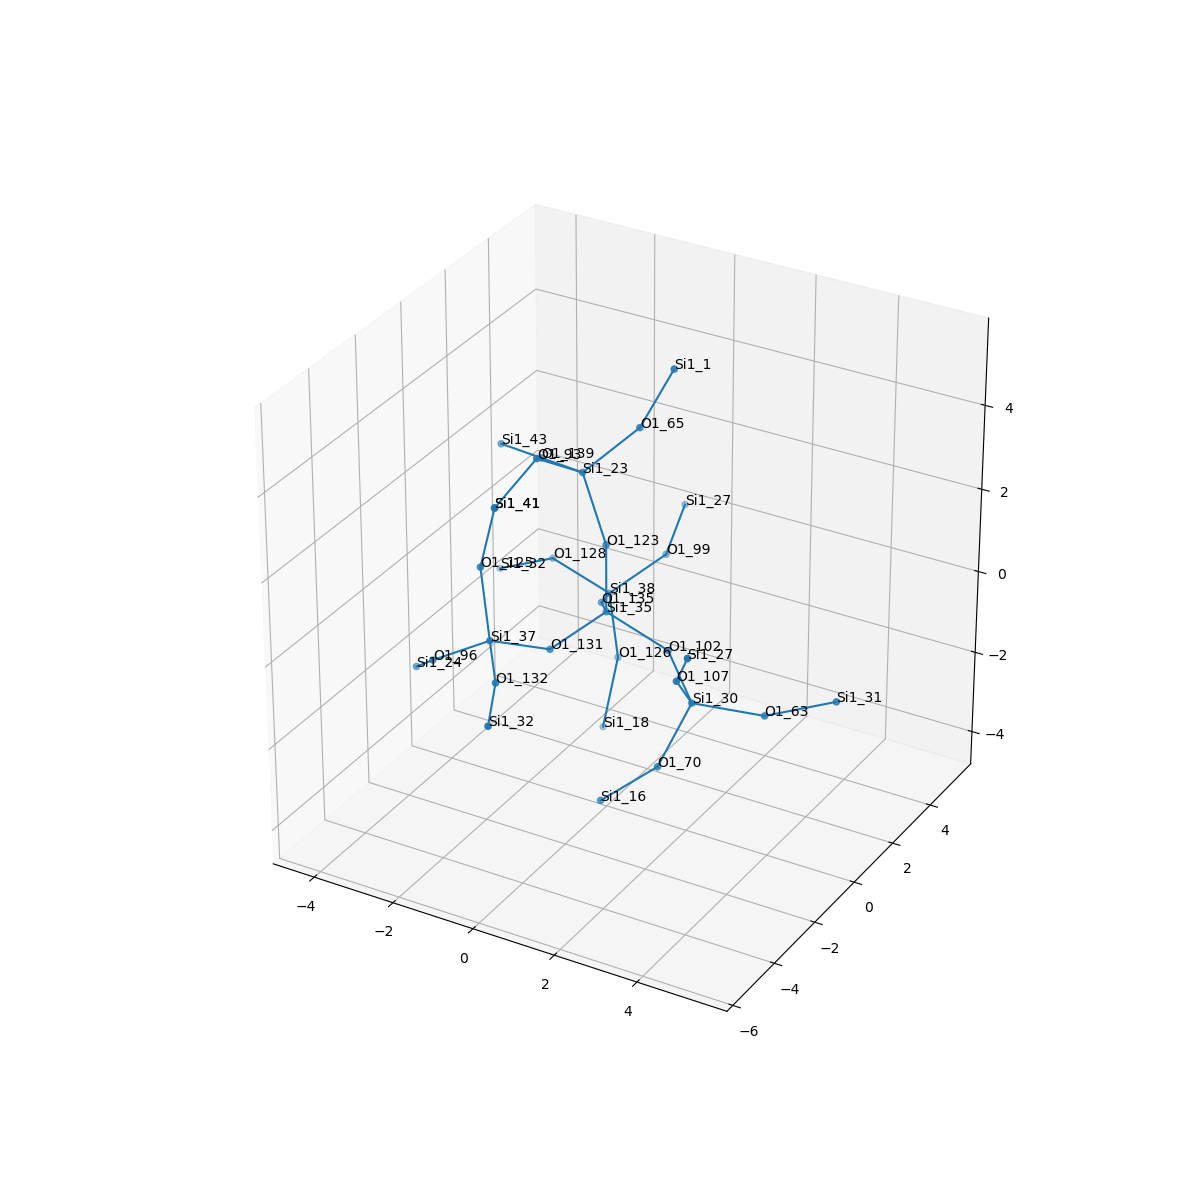 Si1_1
O1_65
Si1_43
O1_139
O1_93
Si1_23
Si1_27
Si1_41
O1_123
O1_99
O1_128
O1_125
Si1_32
Si1_38
O1_135
Si1_35
Si1_37
O1_131
O1_126
O1_102
Si1_27
O1_96
Si1_24
O1_107
O1_132
Si1_30
Si1_31
O1_63
Si1_32
Si1_18
O1_70
Si1_16
4
2
0
−2
−4
−4
−2
0
2
4
4
2
0
−2
−4
−6